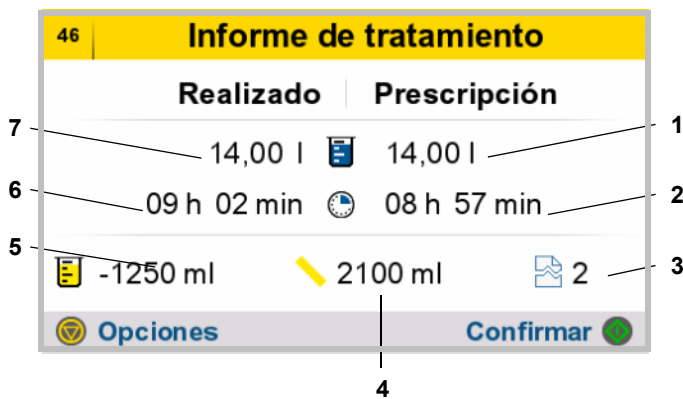 46 Informe de tratamiento
Realizado Prescripción
7 14,00 l 14,00 l 1
6 09 h 02 min 08 h 57 min 2
5 -1250 ml 2100 ml 2 3
Opciones Confirmar
4